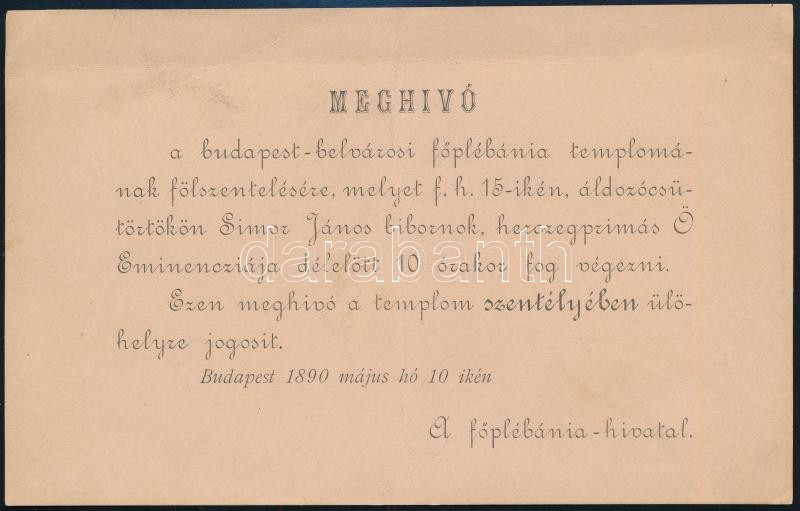 MEGHIVÓ
a budapest-belvárosi főplébánia templomá-
nak fölszentelésére, melyet f. h. 15-ikén, áldozócsü-
törtökön Simor János bibornok, herczegprimás Ő
Eminencziája délelőtt 10 órakor fog végezni.
darabanth
Ezen meghivó a templom szentélyében ülő-
helyre jogosit.
Budapest 1890 május hó 10 ikén
A főplébánia-hivatal.